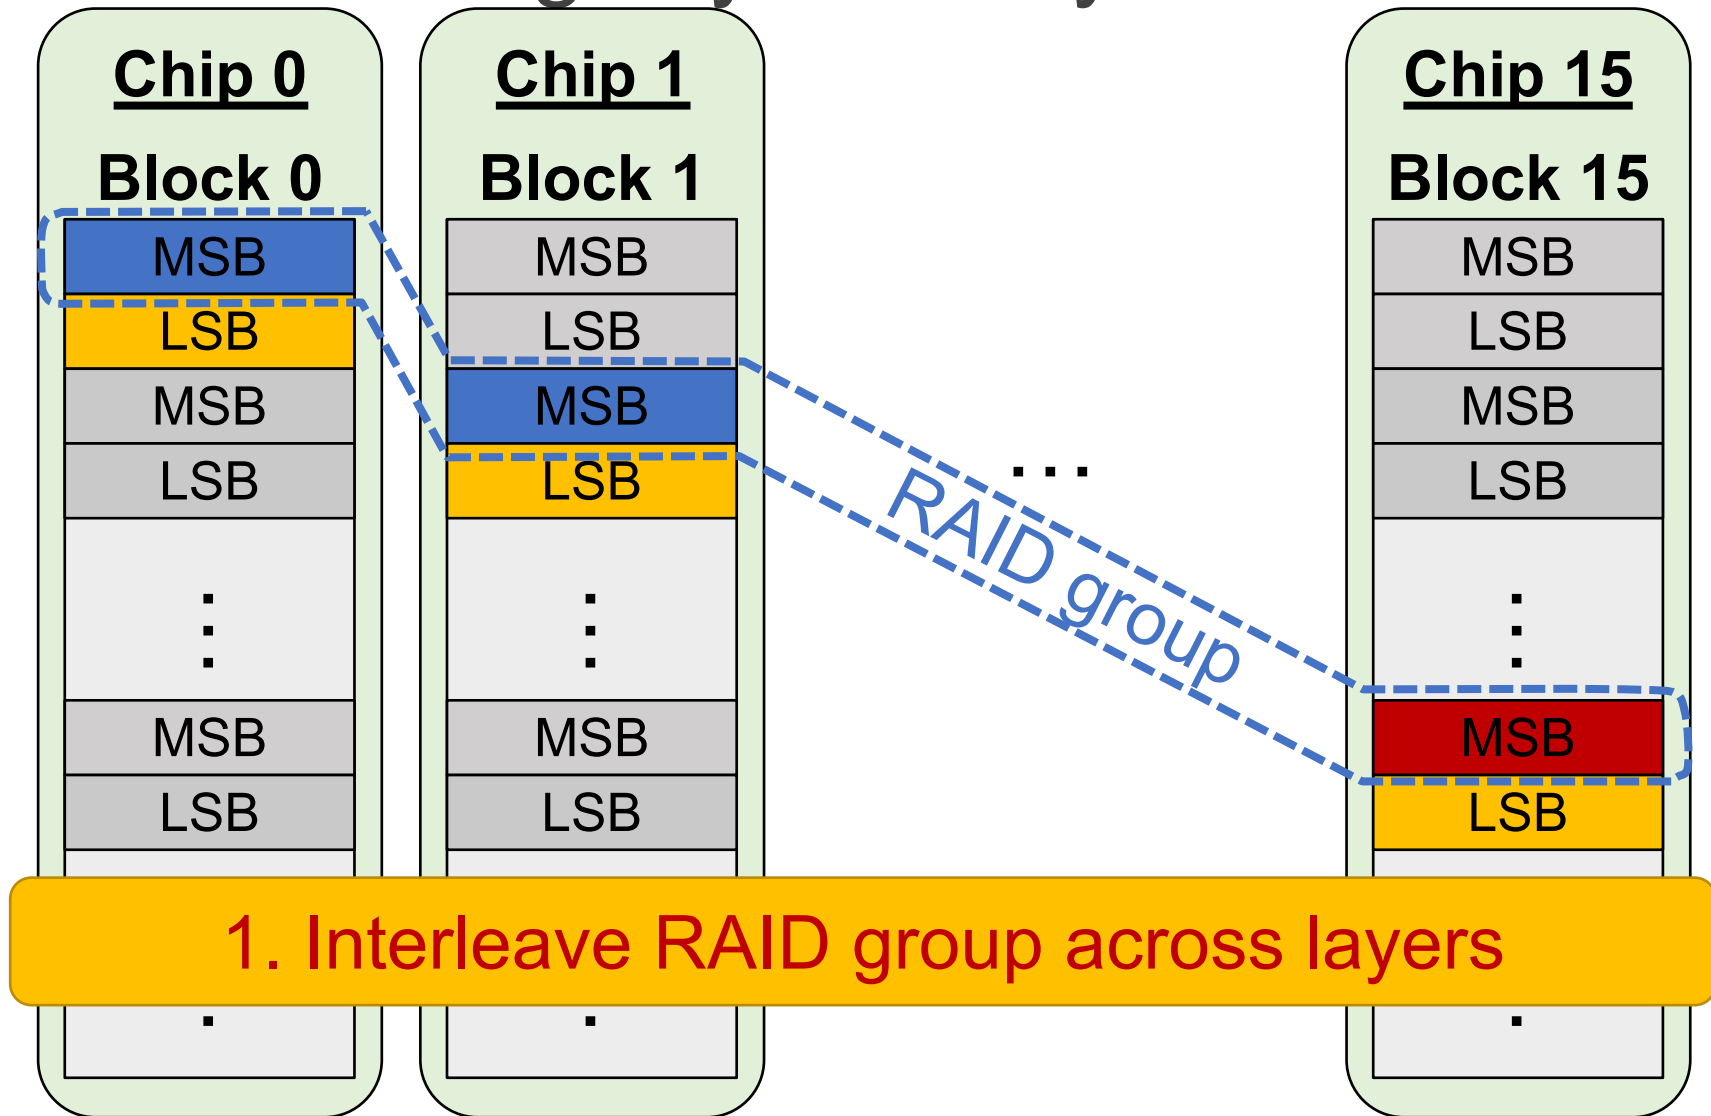 Chip 0
Block 0
MSB
LSB
MSB
LSB
⋮
MSB
LSB
Chip 1
Block 1
MSB
LSB
MSB
LSB
⋮
MSB
LSB
...
RAID group
Chip 15
Block 15
MSB
LSB
MSB
LSB
⋮
MSB
LSB
1. Interleave RAID group across layers